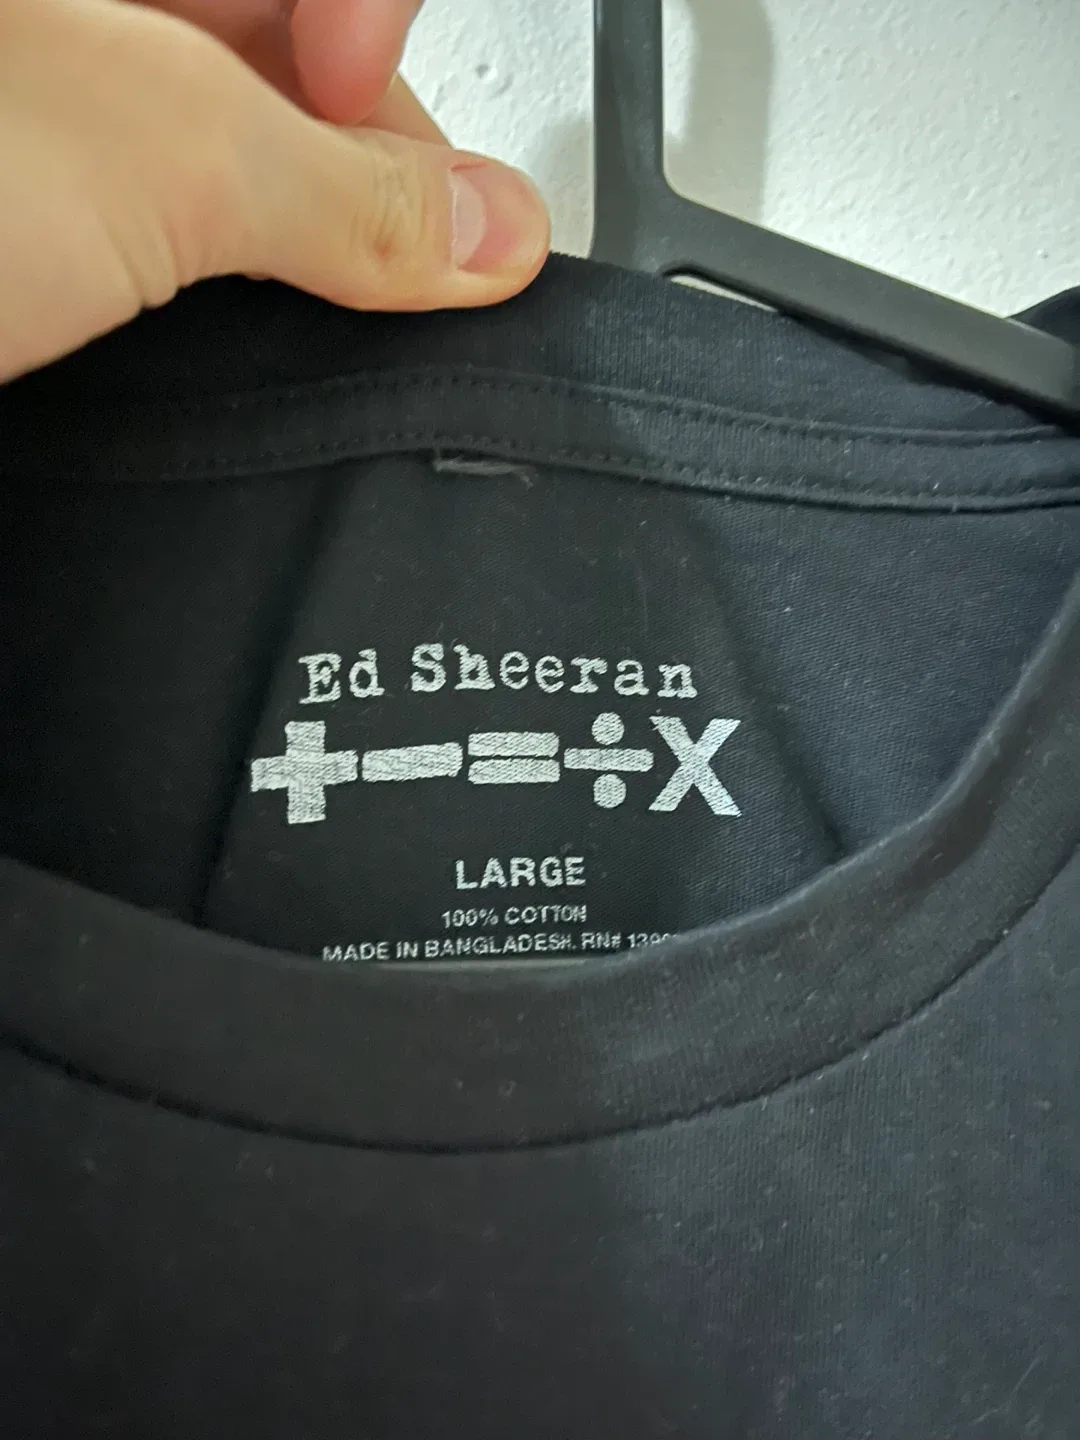 Ed Sheeran
+−=÷X
LARGE
100% COTTON
MADE IN BANGLADESH. RN#